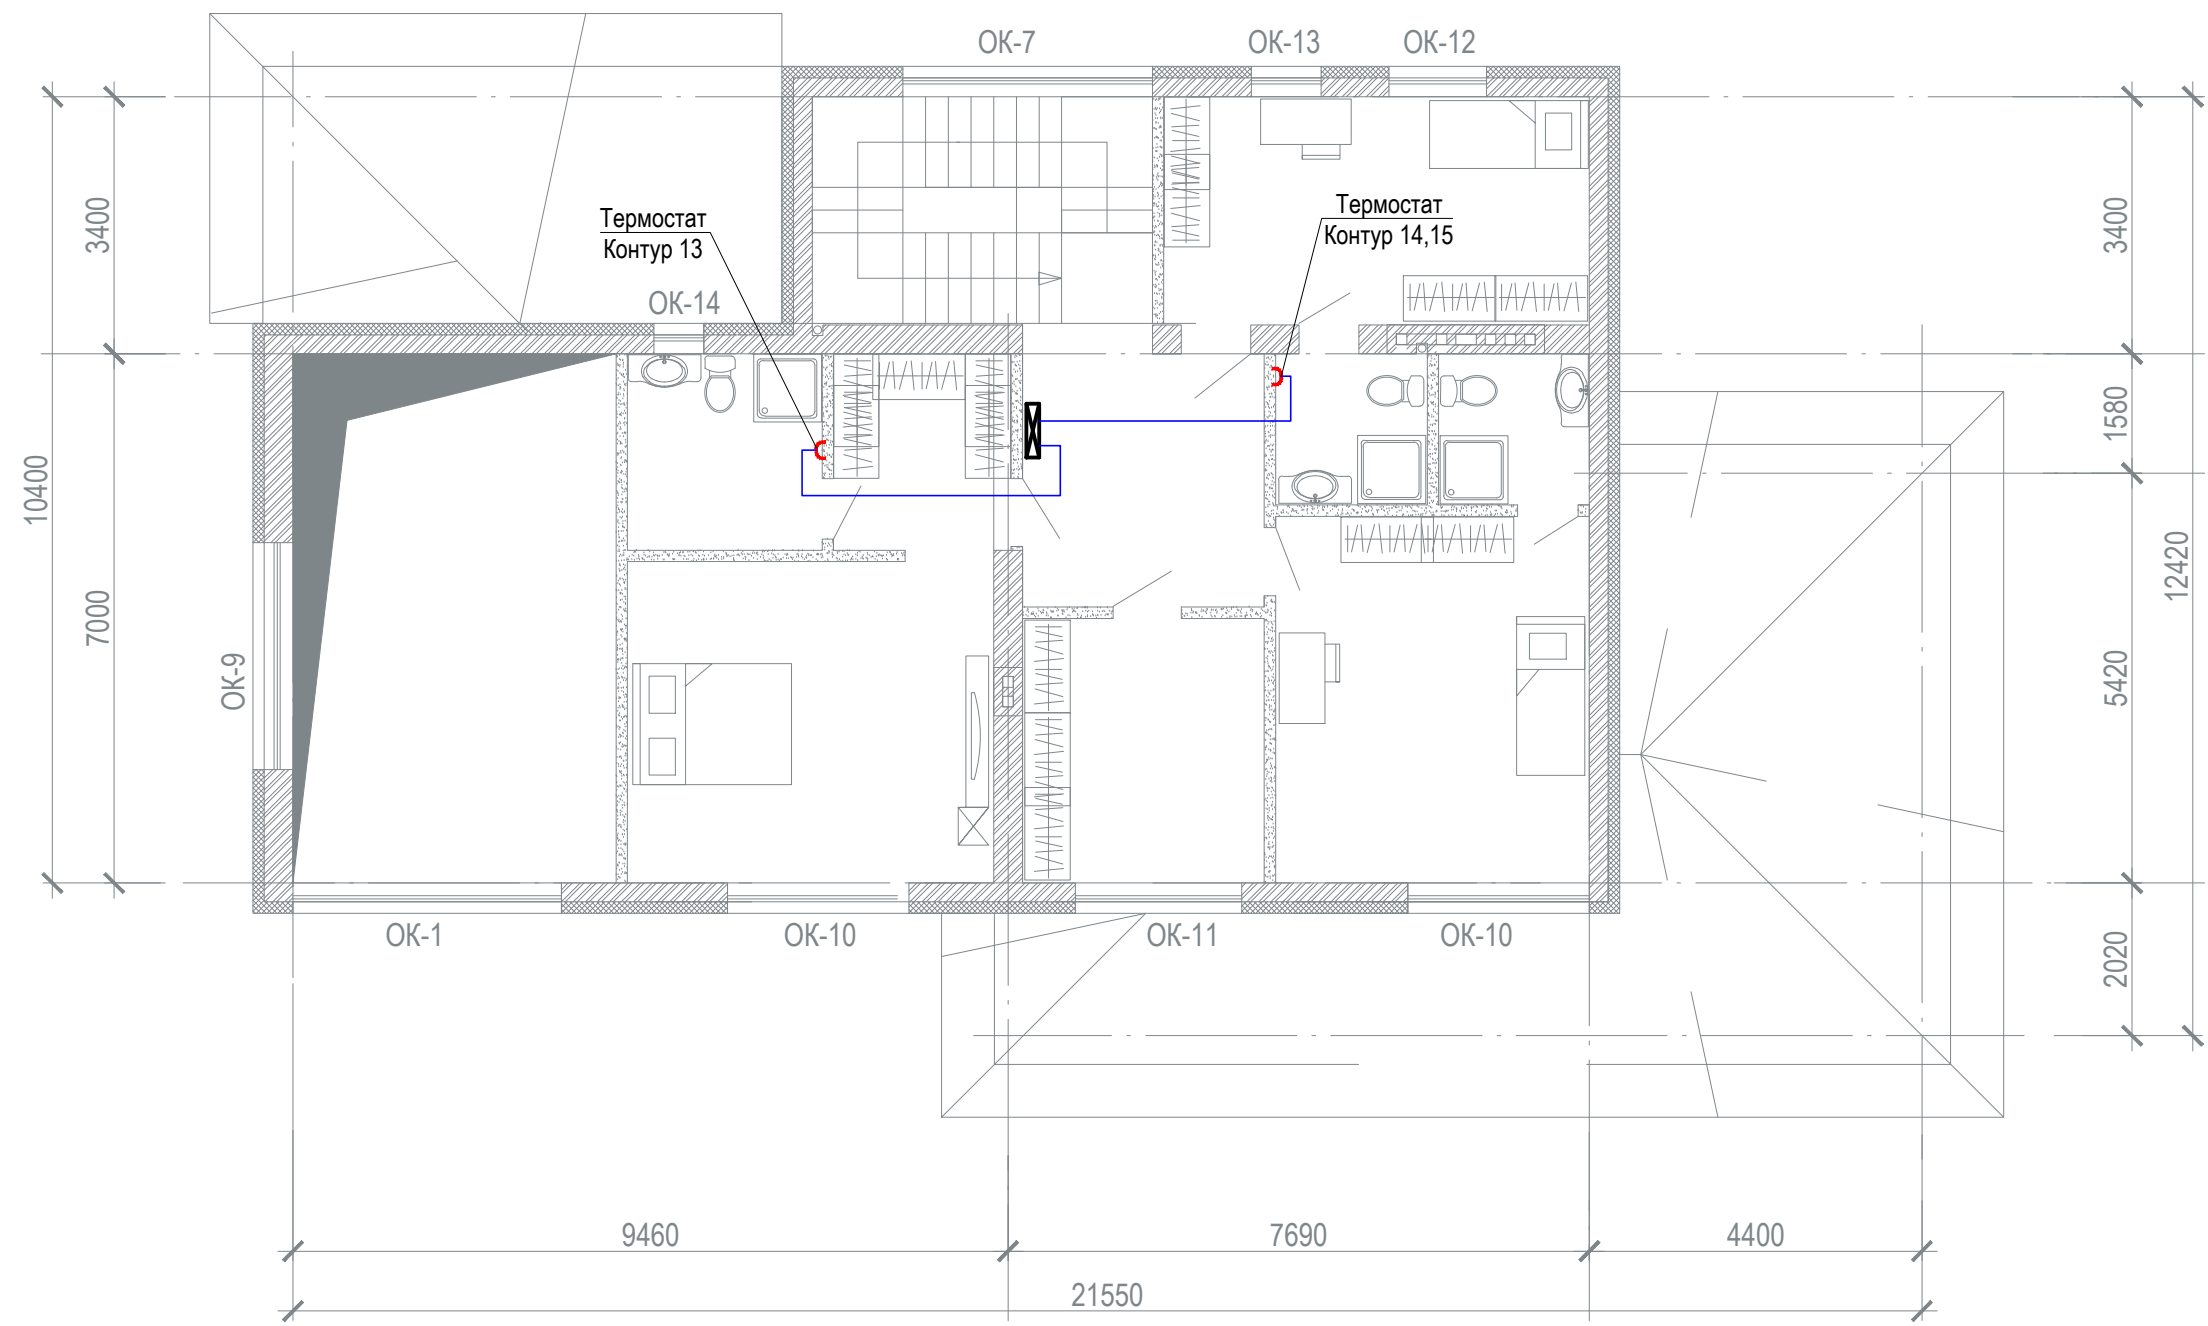 ОК-7
ОК-13
ОК-12
Термостат
Контур 13
Термостат
Контур 14,15
ОК-14
3400
10400
7000
ОК-9
3400
1580
12420
5420
2020
ОК-1
ОК-10
ОК-11
ОК-10
9460
7690
4400
21550